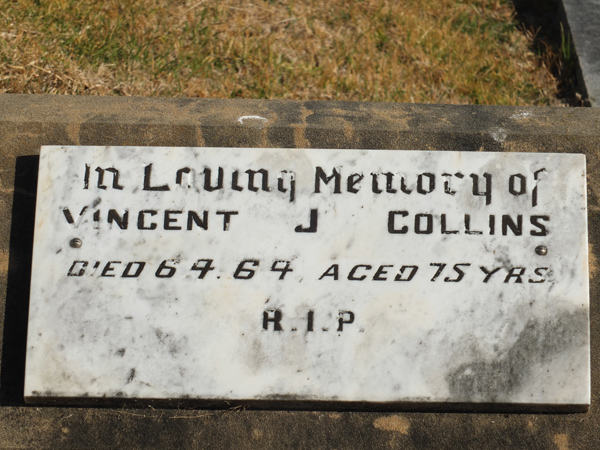 In Loving Memory of
VINCENT J COLLINS
DIED 6 4. 64, AGED 75 YRS
R.I.P.